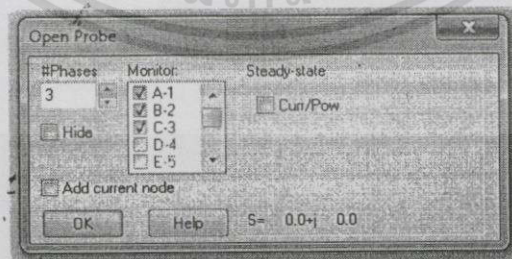 Open Probe
#Phases
Monitor:
Steady-state
3
A-1
B-2
C-3
D-4
E-5
Curr/Pow
Hide
Add current node
OK
Help
S= 0.0+j 0.0